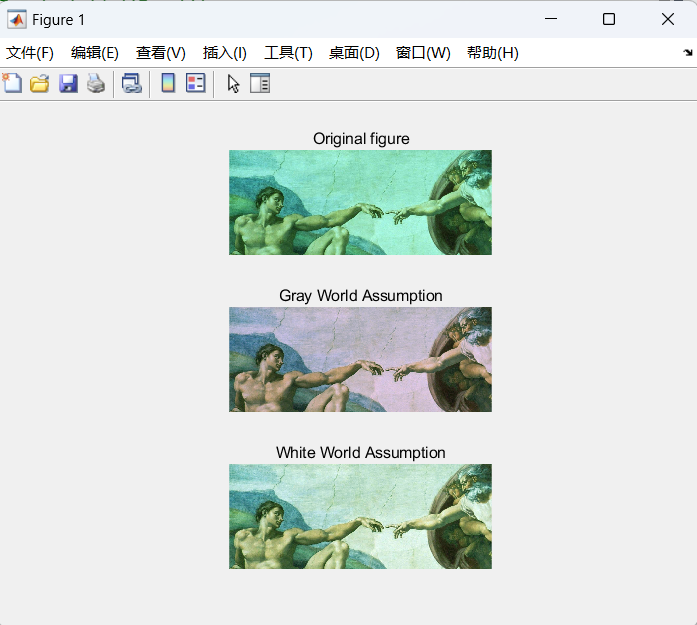 Figure 1
文件(F) 编辑(E) 查看(V) 插入(I) 工具(T) 桌面(D) 窗口(W) 帮助(H)
Original figure
Gray World Assumption
White World Assumption